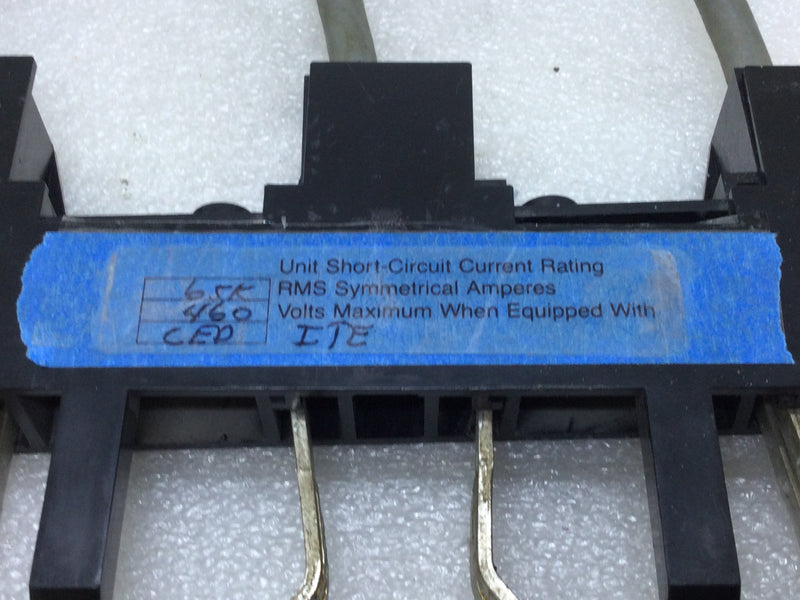 Unit Short-Circuit Current Rating
65K RMS Symmetrical Amperes
460 Volts Maximum When Equipped With
CED ITE